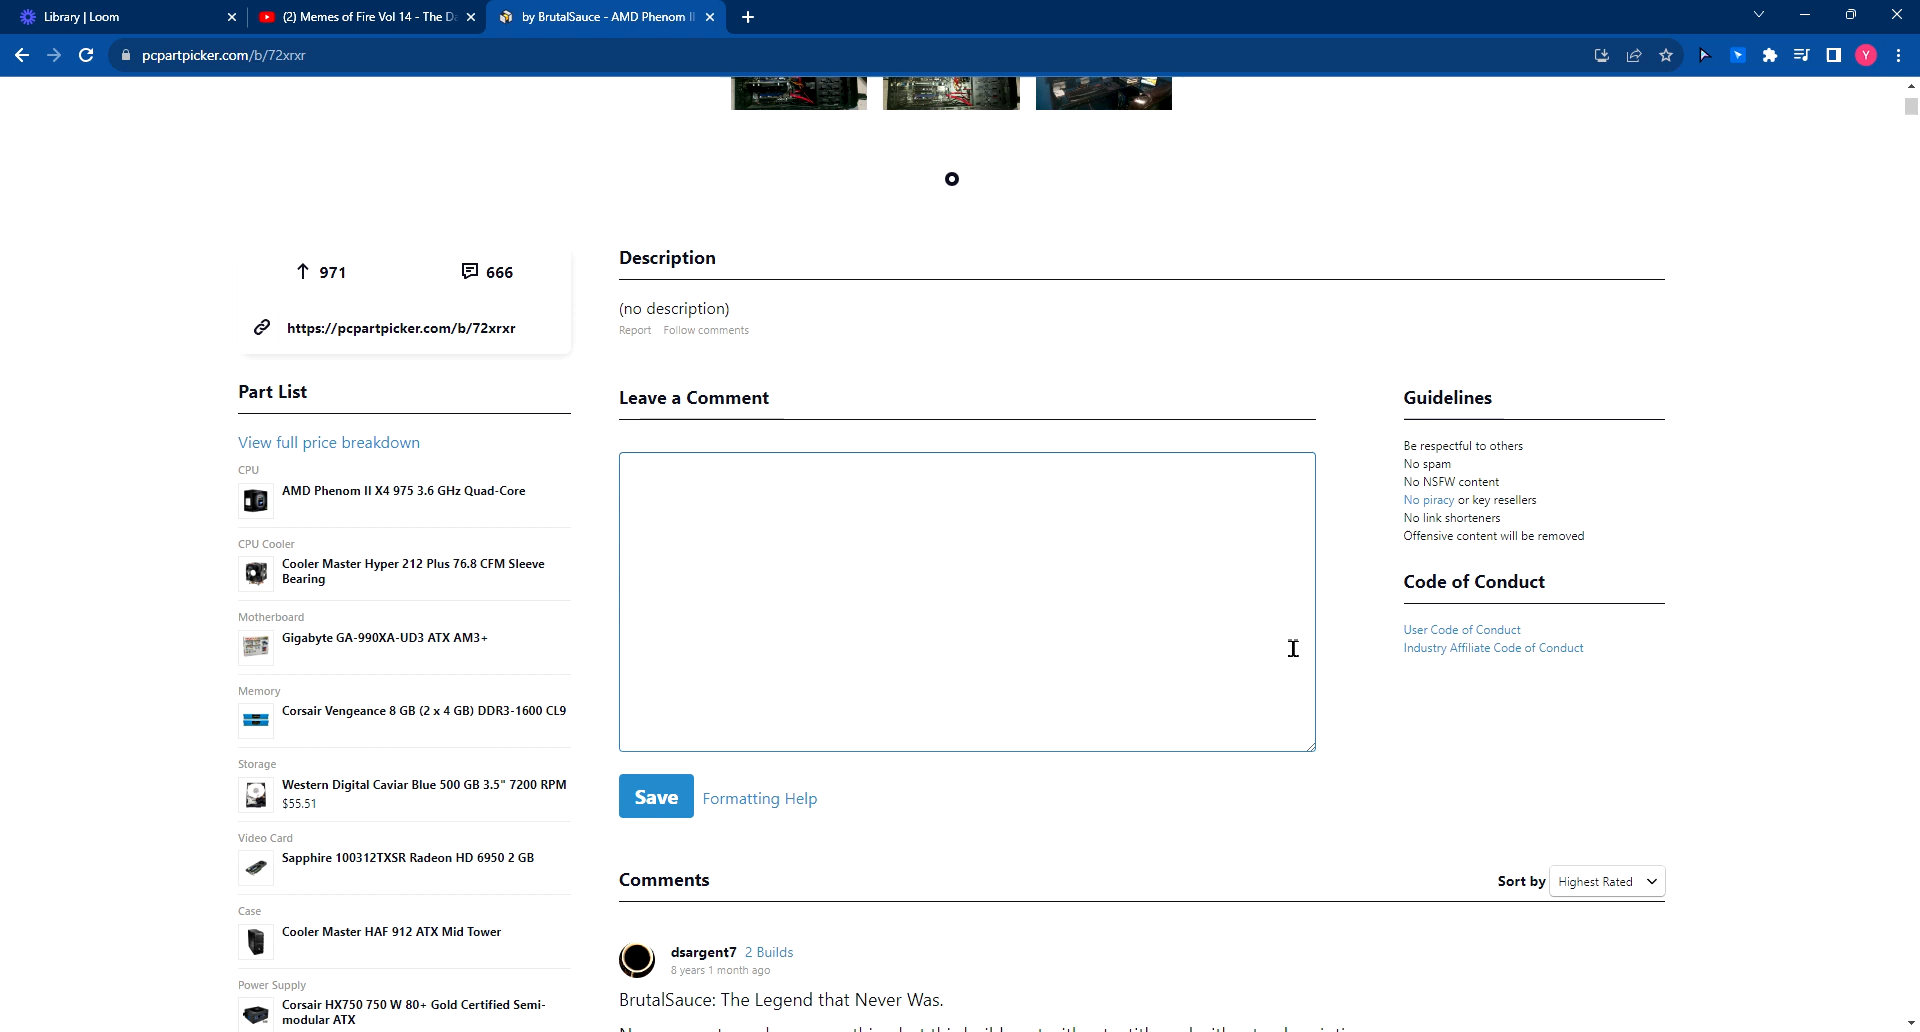 Library | Loom
(2) Memes of Fire Vol 14 - The Da
by BrutalSauce - AMD Phenom II
pcpartpicker.com/b/72xrxr
Y
971
666
https://pcpartpicker.com/b/72xrxr
Description
(no description)
Report Follow comments
Part List
View full price breakdown
CPU
AMD Phenom II X4 975 3.6 GHz Quad-Core
CPU Cooler
Cooler Master Hyper 212 Plus 76.8 CFM Sleeve
Bearing
Motherboard
Gigabyte GA-990XA-UD3 ATX AM3+
Memory
Corsair Vengeance 8 GB (2 x 4 GB) DDR3-1600 CL9
Storage
Western Digital Caviar Blue 500 GB 3.5" 7200 RPM
$55.51
Video Card
Sapphire 100312TXSR Radeon HD 6950 2 GB
Case
Cooler Master HAF 912 ATX Mid Tower
Power Supply
Corsair HX750 750 W 80+ Gold Certified Semi-
modular ATX
Leave a Comment
Save Formatting Help
Guidelines
Be respectful to others
No spam
No NSFW content
No piracy or key resellers
No link shorteners
Offensive content will be removed
Code of Conduct
User Code of Conduct
Industry Affiliate Code of Conduct
Comments
Sort by Highest Rated
dsargent7 2 Builds
8 years 1 month ago
BrutalSauce: The Legend that Never Was.